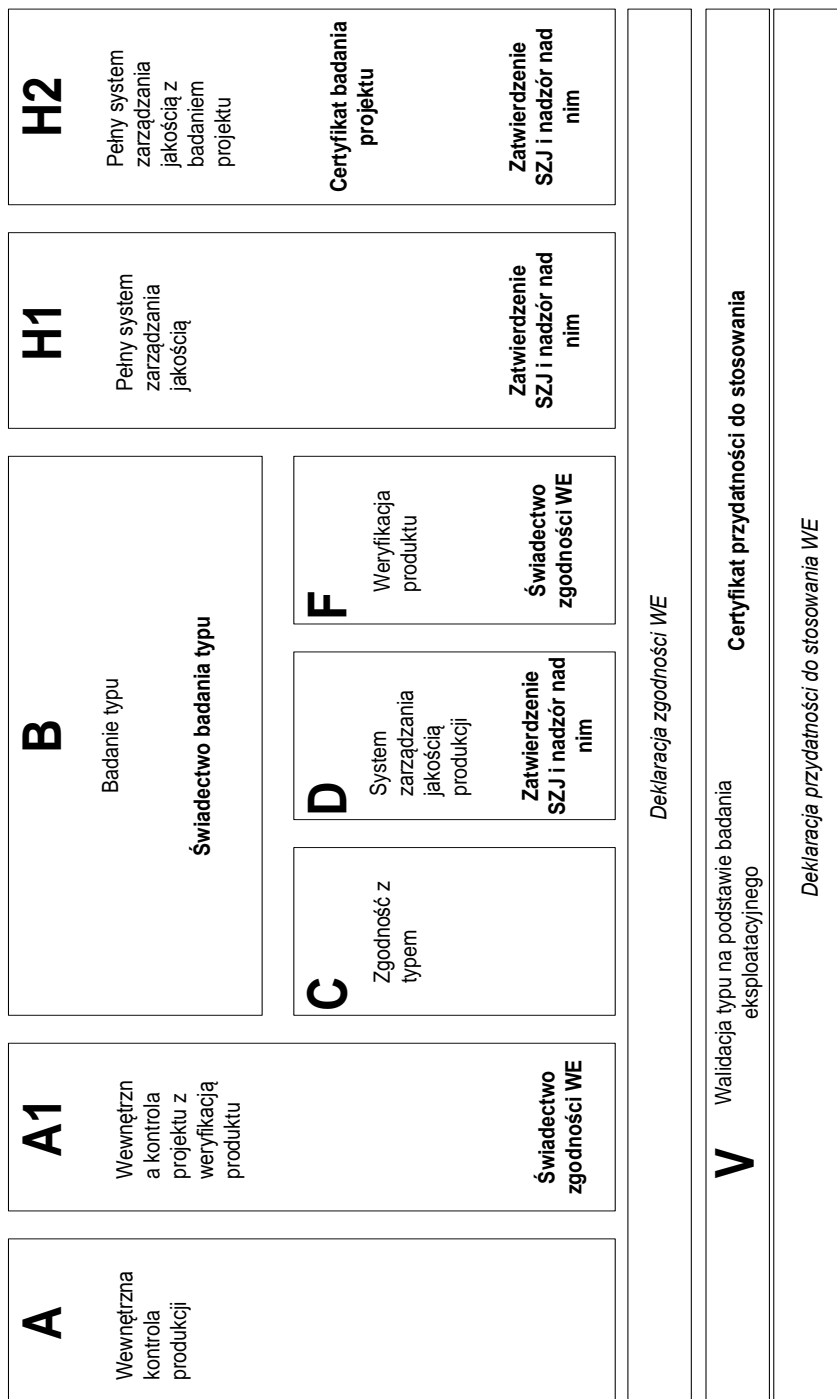 A
Wewnętrzna
kontrola
produkcji
A1
Wewnętrzn
a kontrola
projektu z
weryfikacją
produktu
Świadectwo
zgodności WE
B
Badanie typu
Świadectwo badania typu
C
Zgodność z
typem
D
System
zarządzania
jakością
produkcji
Zatwierdzenie
SZJ i nadzór nad
nim
F
Weryfikacja
produktu
Świadectwo
zgodności WE
H1
Pełny system
zarządzania
jakością
Zatwierdzenie
SZJ i nadzór nad
nim
H2
Pełny system
zarządzania
jakością z
badaniem
projektu
Certyfikat badania
projektu
Zatwierdzenie
SZJ i nadzór nad
nim
Deklaracja zgodności WE
V
Walidacja typu na podstawie badania
eksploatacyjnego
Certyfikat przydatności do stosowania
Deklaracja przydatności do stosowania WE